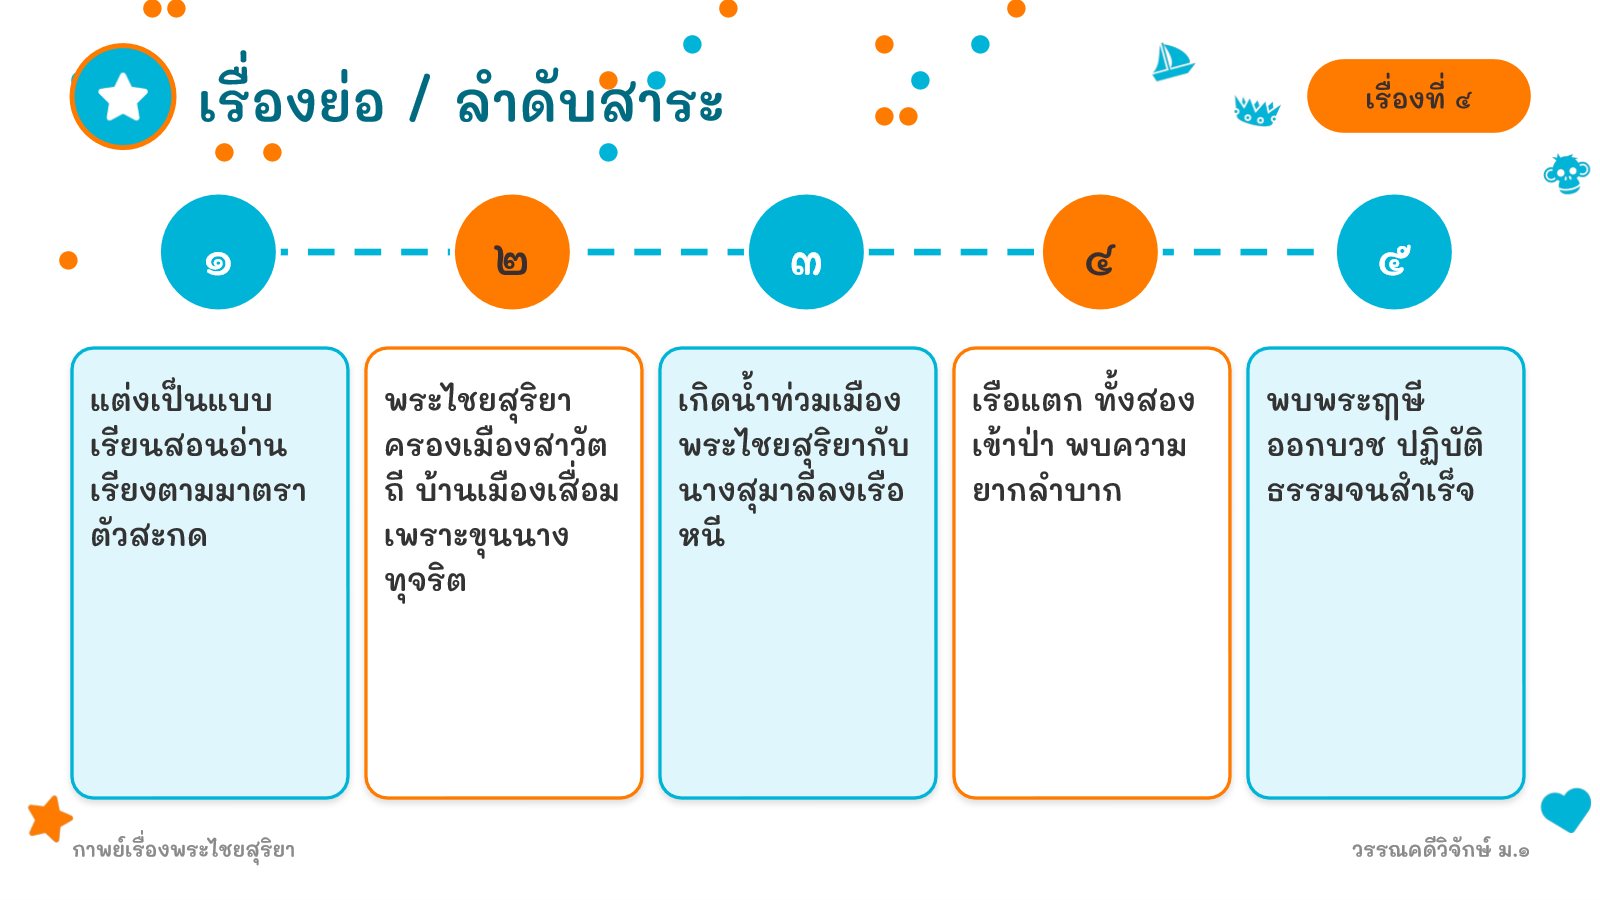 เรื่องย่อ / ลำดับสาระ
เรื่องที่ ๔
๑
๒
๓
๔
๕
แต่งเป็นแบบ
เรียนสอนอ่าน
เรียงตามมาตรา
ตัวสะกด
พระไชยสุริยา
ครองเมืองสาวัต
ถี บ้านเมืองเสื่อม
เพราะขุนนาง
ทุจริต
เกิดน้ำท่วมเมือง
พระไชยสุริยากับ
นางสุมาลีลงเรือ
หนี
เรือแตก ทั้งสอง
เข้าป่า พบความ
ยากลำบาก
พบพระฤๅษี
ออกบวช ปฏิบัติ
ธรรมจนสำเร็จ
กาพย์เรื่องพระไชยสุริยา
วรรณคดีวิจักษ์ ม.๑